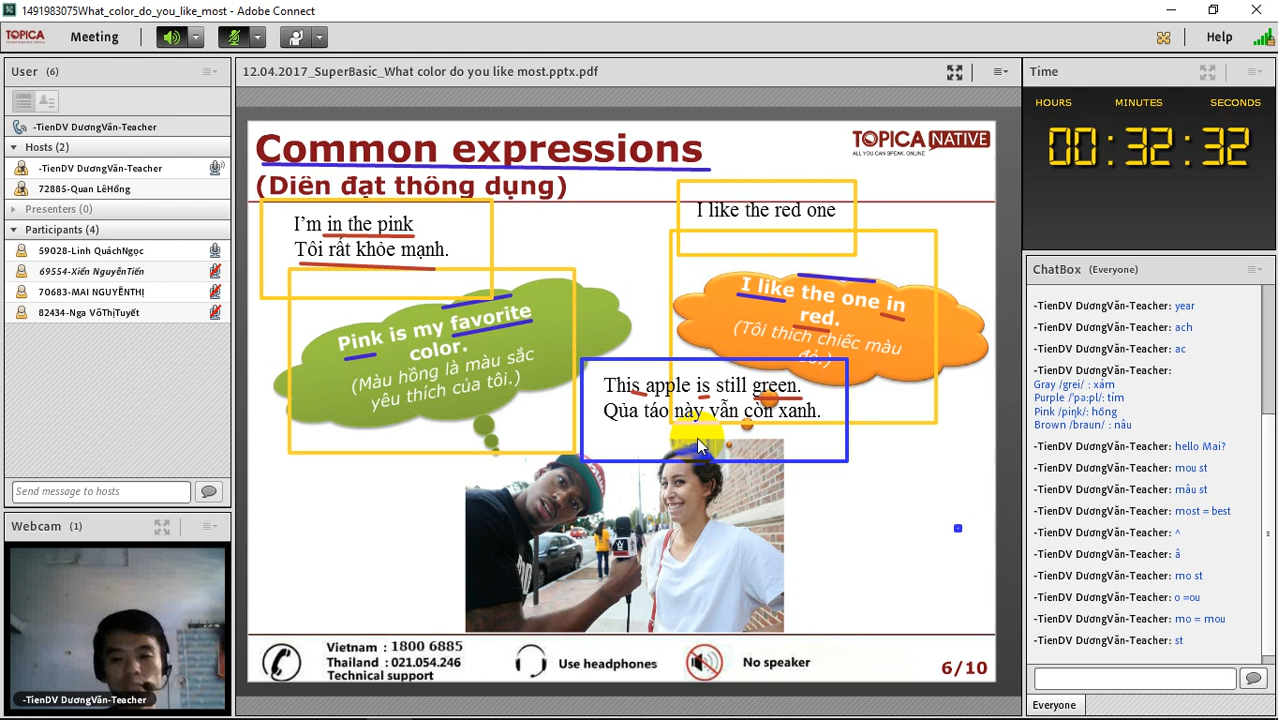 1491983075What_color_do_you_like_most - Adobe Connect
TOPICA
Meeting
Help
User (6)
-TienDV DươngVăn-Teacher
Hosts (2)
-TienDV DươngVăn-Teacher
72885-Quan LêHồng
Presenters (0)
Participants (4)
59028-Linh QuáchNgọc
69554-Xiến NguyễnTiến
70683-MAI NGUYỄNTHỊ
82434-Nga VõThịTuyết
Send message to hosts
Webcam (1)
-TienDV DươngVăn-Teacher
12.04.2017_SuperBasic_What color do you like most.pptx.pdf
Common expressions
(Diên đạt thông dụng)
TOPICA NATIVE
ALL YOU CAN SPEAK, ONLINE
I'm in the pink
Tôi rất khỏe mạnh.
I like the red one
Pink is my favorite
color.
(Màu hồng là màu sắc
yêu thích của tôi.)
I like the one in
red.
(Tôi thích chiếc màu
đỏ.)
This apple is still green.
Qủa táo này vẫn còn xanh.
Vietnam : 1800 6885
Thailand : 021.054.246
Technical support
Use headphones
No speaker
6/10
Time
HOURS MINUTES SECONDS
00:32:32
ChatBox (Everyone)
-TienDV DươngVăn-Teacher: year
-TienDV DươngVăn-Teacher: ach
-TienDV DươngVăn-Teacher: ac
-TienDV DươngVăn-Teacher:
Gray /grei/ : xám
Purple /'pə:pl/: tím
Pink /piηk/: hồng
Brown /braun/ : nâu
-TienDV DươngVăn-Teacher: hello Mai?
-TienDV DươngVăn-Teacher: mou st
-TienDV DươngVăn-Teacher: mâu st
-TienDV DươngVăn-Teacher: most = best
-TienDV DươngVăn-Teacher: ^
-TienDV DươngVăn-Teacher: â
-TienDV DươngVăn-Teacher: mo st
-TienDV DươngVăn-Teacher: o =ou
-TienDV DươngVăn-Teacher: mo = mou
-TienDV DươngVăn-Teacher: st
Everyone